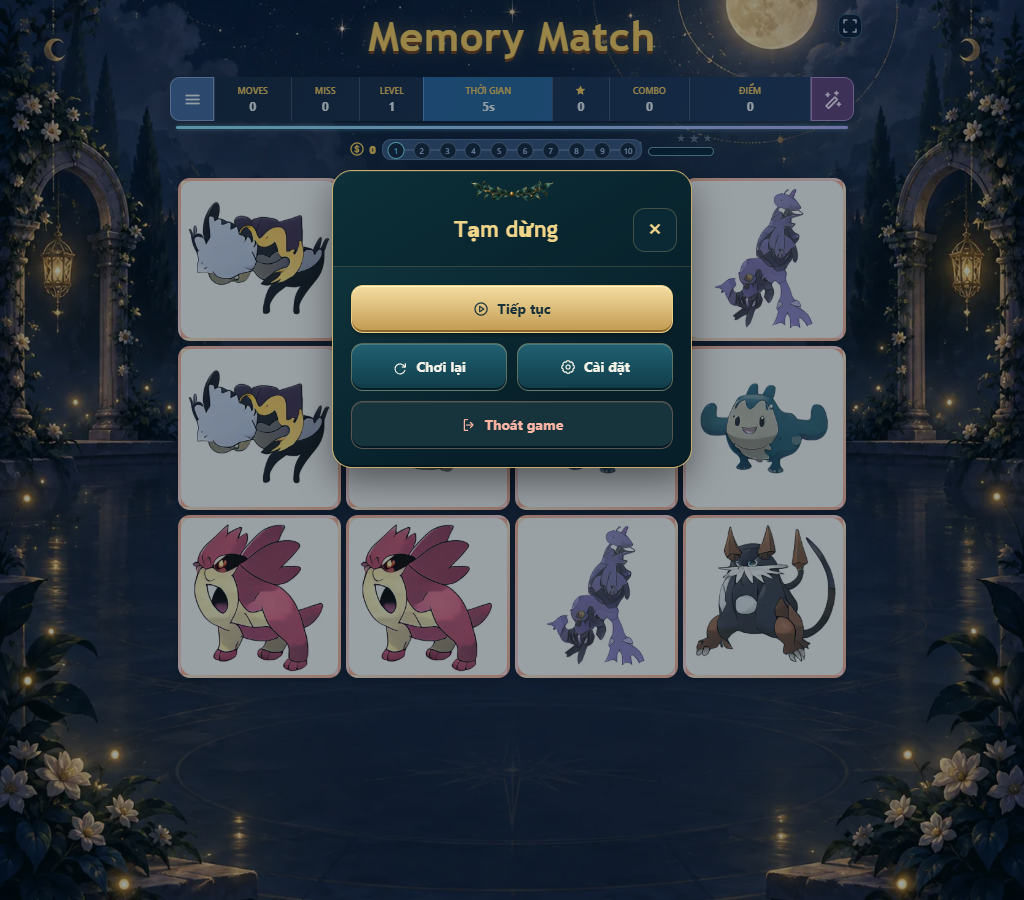 Memory Match
MOVES MISS LEVEL THỜI GIAN COMBO ĐIỂM
0 0 1 5s 0 0 0
$ 0 1 2 3 4 5 6 7 8 9 10
Tạm dừng
Tiếp tục
Chơi lại Cài đặt
Thoát game